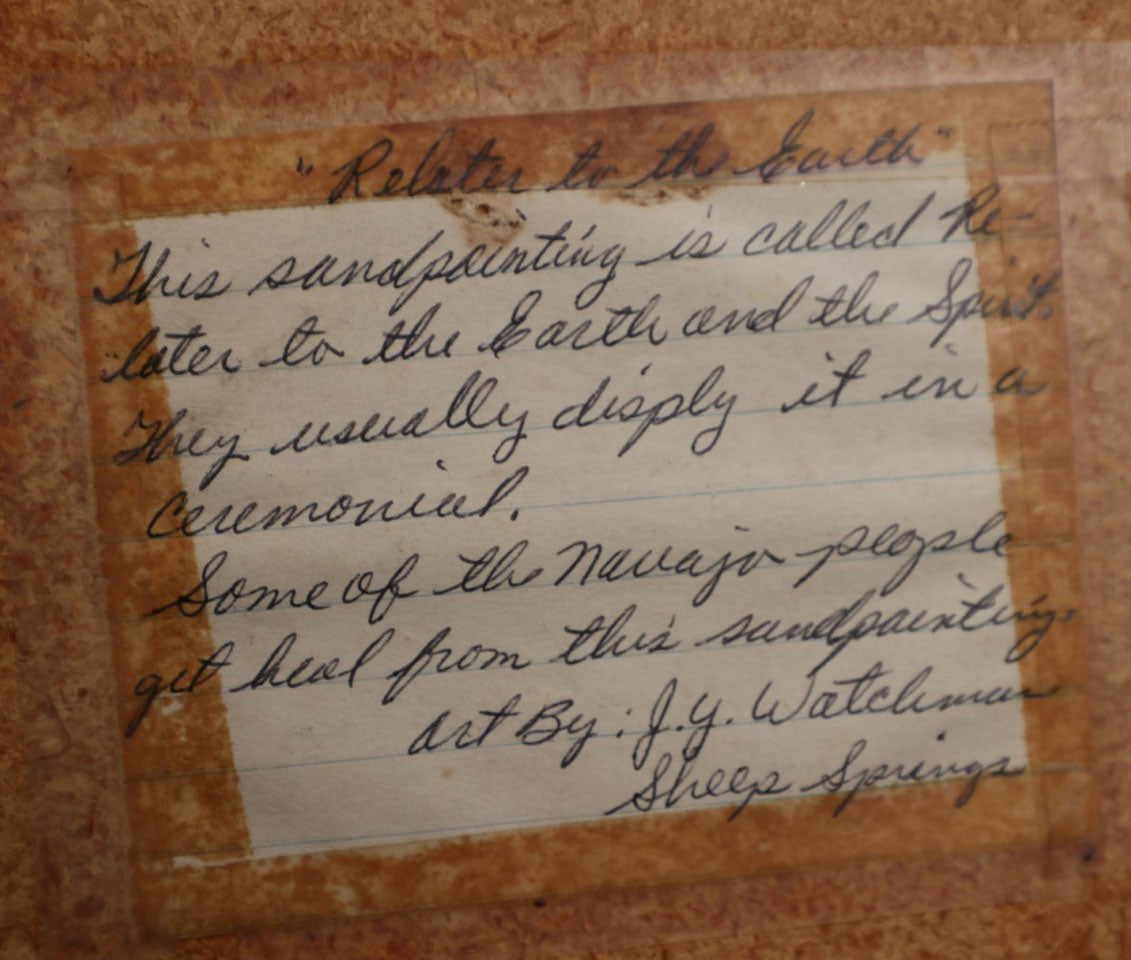 "Relater to the Earth"
This sandpainting is called Re-
later to the Earth and the Spirit.
They usually disply it in a
ceremonial.
Some of the Navajo people
get heal from this sandpainting.
Art By: J.Y. Watchman
Sheep Springs